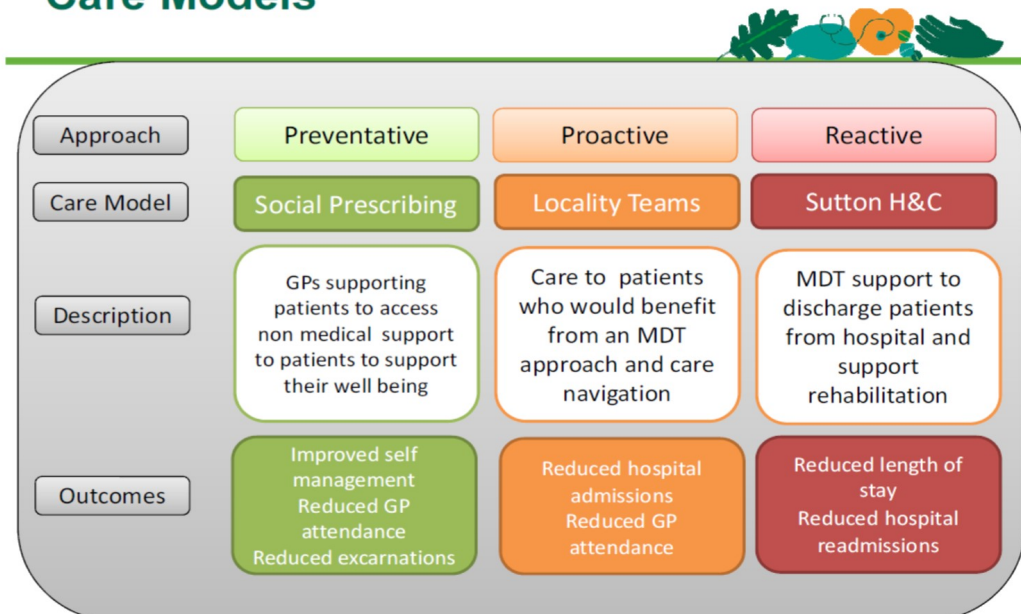 Care Models
Approach
Preventative
Proactive
Reactive
Care Model
Social Prescribing
Locality Teams
Sutton H&C
Description
GPs supporting
patients to access
non medical support
to patients to support
their well being
Care to patients
who would benefit
from an MDT
approach and care
navigation
MDT support to
discharge patients
from hospital and
support
rehabilitation
Outcomes
Improved self
management
Reduced GP
attendance
Reduced excarnations
Reduced hospital
admissions
Reduced GP
attendance
Reduced length of
stay
Reduced hospital
readmissions